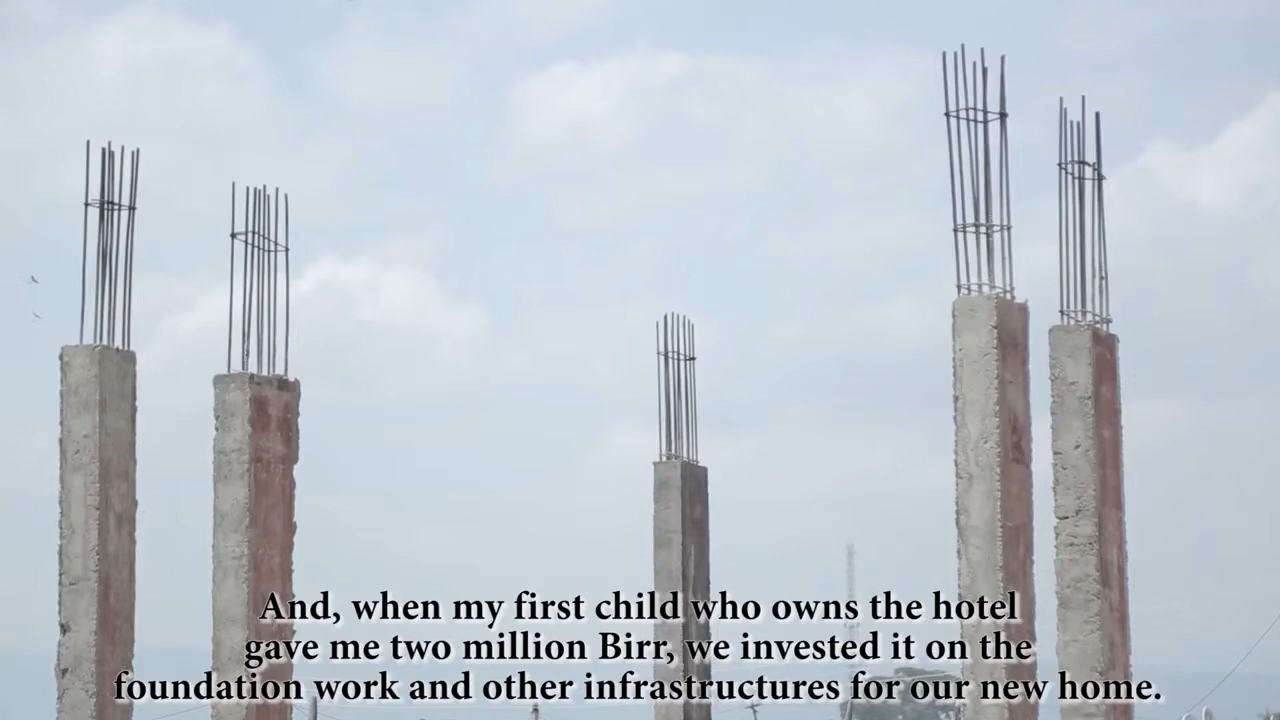 And, when my first child who owns the hotel
gave me two million Birr, we invested it on the
foundation work and other infrastructures for our new home.